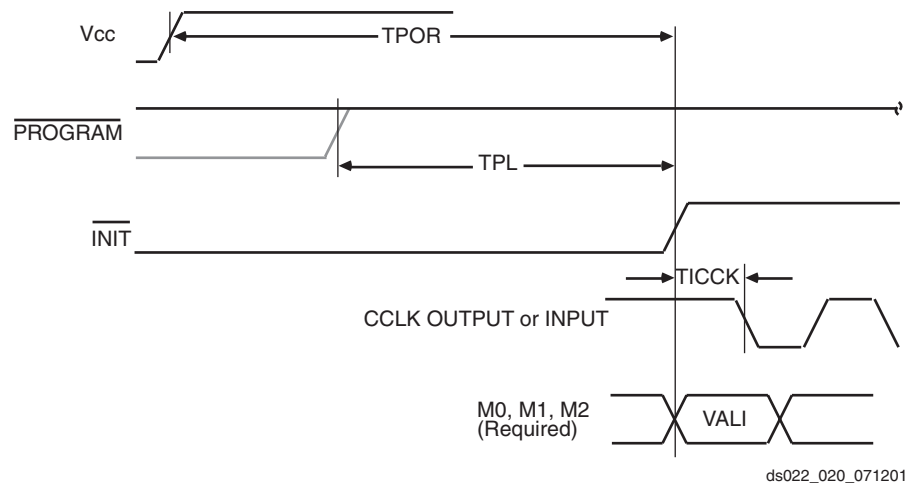 Vcc
TPOR
PROGRAM
TPL
INIT
TICCK
CCLK OUTPUT or INPUT
M0, M1, M2
(Required)
VALI
ds022_020_071201